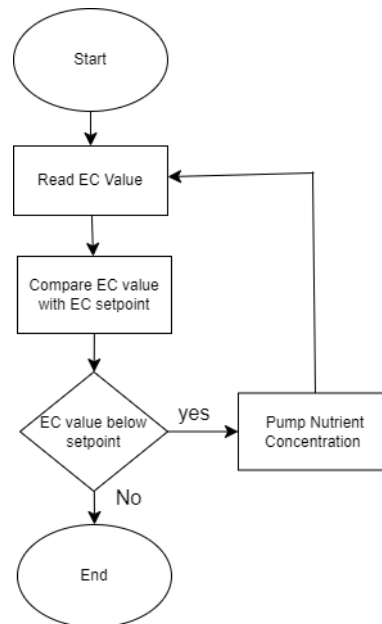 Start
Read EC Value
Compare EC value
with EC setpoint
EC value below
setpoint
yes
Pump Nutrient
Concentration
No
End